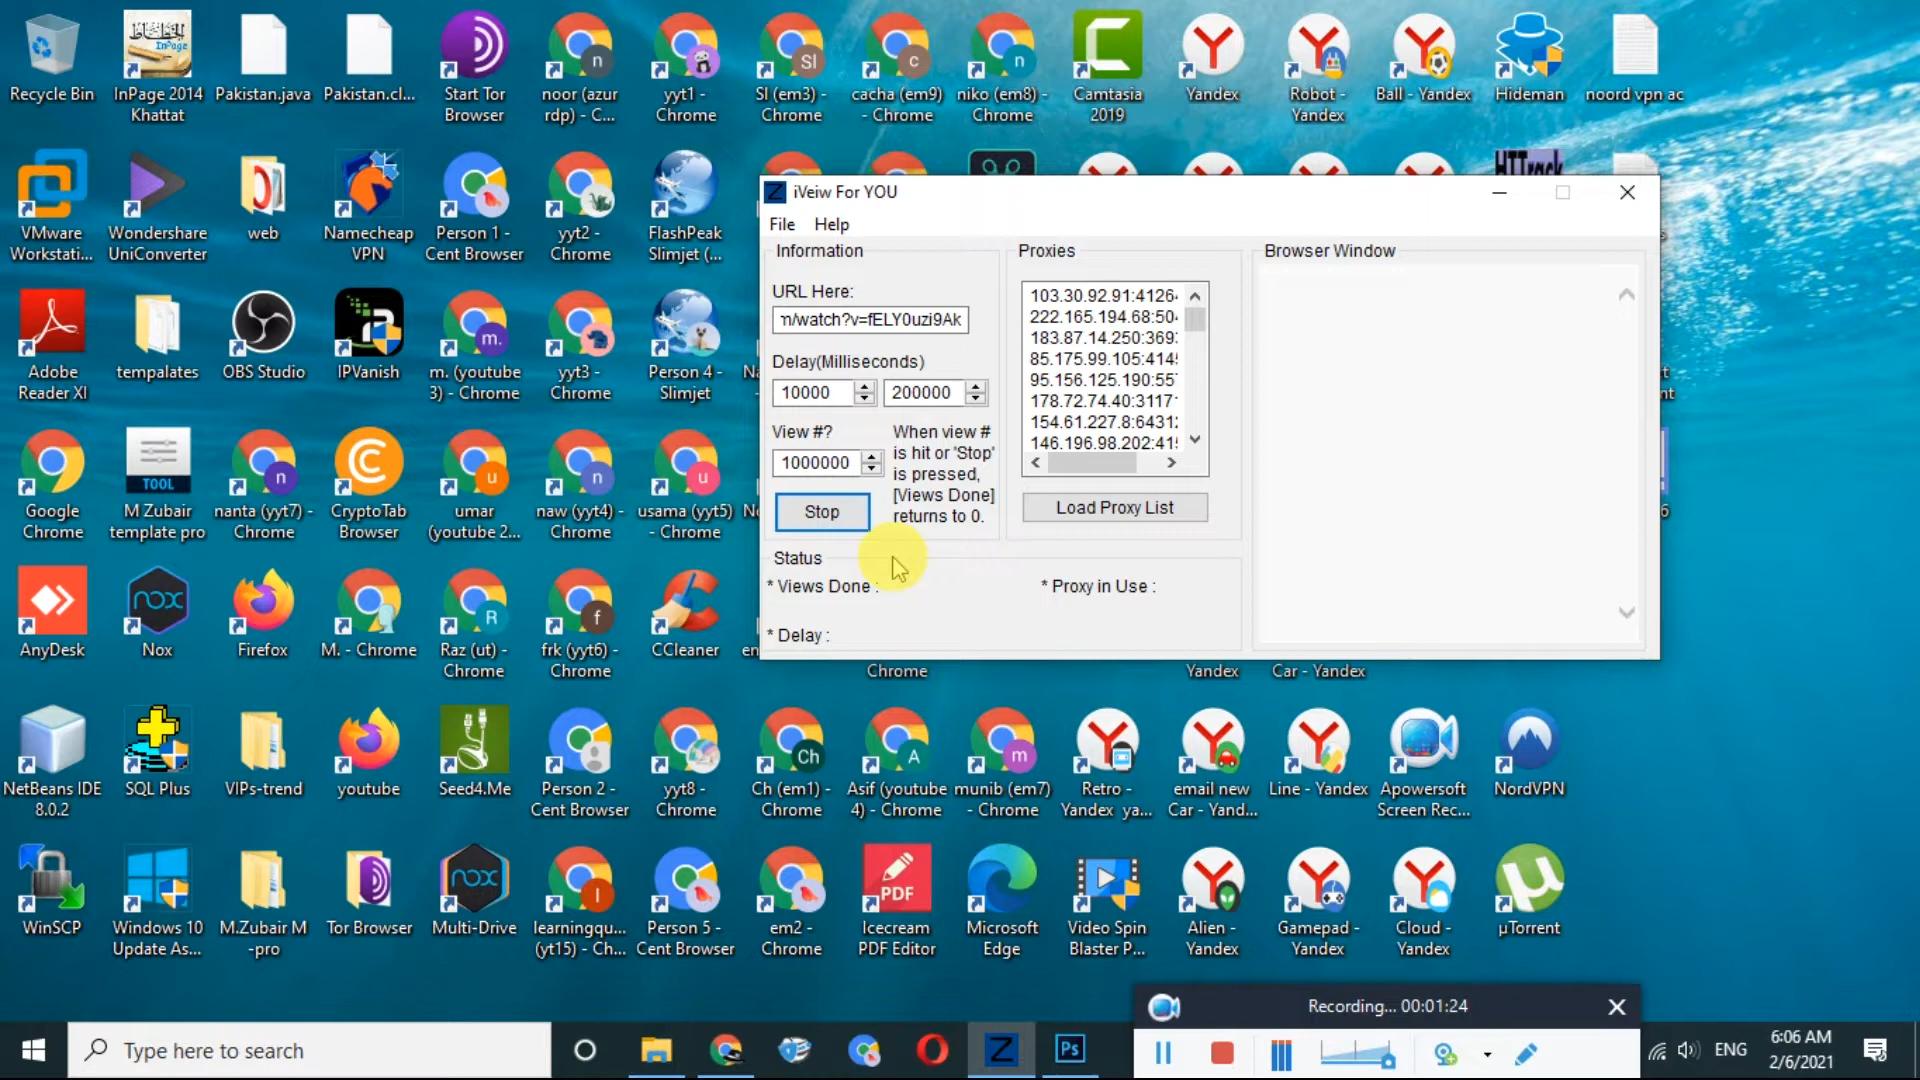 Recycle Bin
InPage 2014
Khattat
Pakistan.java
Pakistan.cl...
Start Tor
Browser
noor (azur
rdp) - C...
yyt1 -
Chrome
Sl (em3) -
Chrome
cacha (em9)
- Chrome
niko (em8) -
Chrome
Camtasia
2019
Yandex
Robot -
Yandex
Ball - Yandex
Hideman
noord vpn ac
VMware
Workstati...
Wondershare
UniConverter
web
Namecheap
VPN
Person 1 -
Cent Browser
yyt2 -
Chrome
FlashPeak
Slimjet (...
HTTrack
iVeiw For YOU
File Help
Information
URL Here:
n/watch?v=fELY0uzi9Ak
Delay(Milliseconds)
10000
200000
View #?
1000000
When view #
is hit or 'Stop'
is pressed,
[Views Done]
returns to 0.
Stop
Proxies
103.30.92.91:4126
222.165.194.68:50
183.87.14.250:369
85.175.99.105:414
95.156.125.190:55
178.72.74.40:3117
154.61.227.8:6431
146.196.98.202:41
Load Proxy List
Browser Window
Status
* Views Done :
* Proxy in Use :
* Delay :
Adobe
Reader XI
tempalates
OBS Studio
IPVanish
m. (youtube
3) - Chrome
yyt3 -
Chrome
Person 4 -
Slimjet
Google
Chrome
TOOL
M Zubair
template pro
nanta (yyt7) -
Chrome
CryptoTab
Browser
umar
(youtube 2...
naw (yyt4) -
Chrome
usama (yyt5)
- Chrome
AnyDesk
Nox
Firefox
M. - Chrome
Raz (ut) -
Chrome
frk (yyt6) -
Chrome
CCleaner
Chrome
Yandex
Car - Yandex
NetBeans IDE
8.0.2
SQL Plus
VIPs-trend
youtube
Seed4.Me
Person 2 -
Cent Browser
yyt8 -
Chrome
Ch (em1) -
Chrome
Asif (youtube
4) - Chrome
munib (em7)
- Chrome
Retro -
Yandex ya...
email new
Car - Yand...
Line - Yandex
Apowersoft
Screen Rec...
NordVPN
WinSCP
Windows 10
Update As...
M.Zubair M
-pro
Tor Browser
Multi-Drive
learningqu...
(yt15) - Ch...
Person 5 -
Cent Browser
em2 -
Chrome
PDF
Icecream
PDF Editor
Microsoft
Edge
Video Spin
Blaster P...
Alien -
Yandex
Gamepad -
Yandex
Cloud -
Yandex
µTorrent
Recording... 00:01:24
Type here to search
Ps
ENG
6:06 AM
2/6/2021